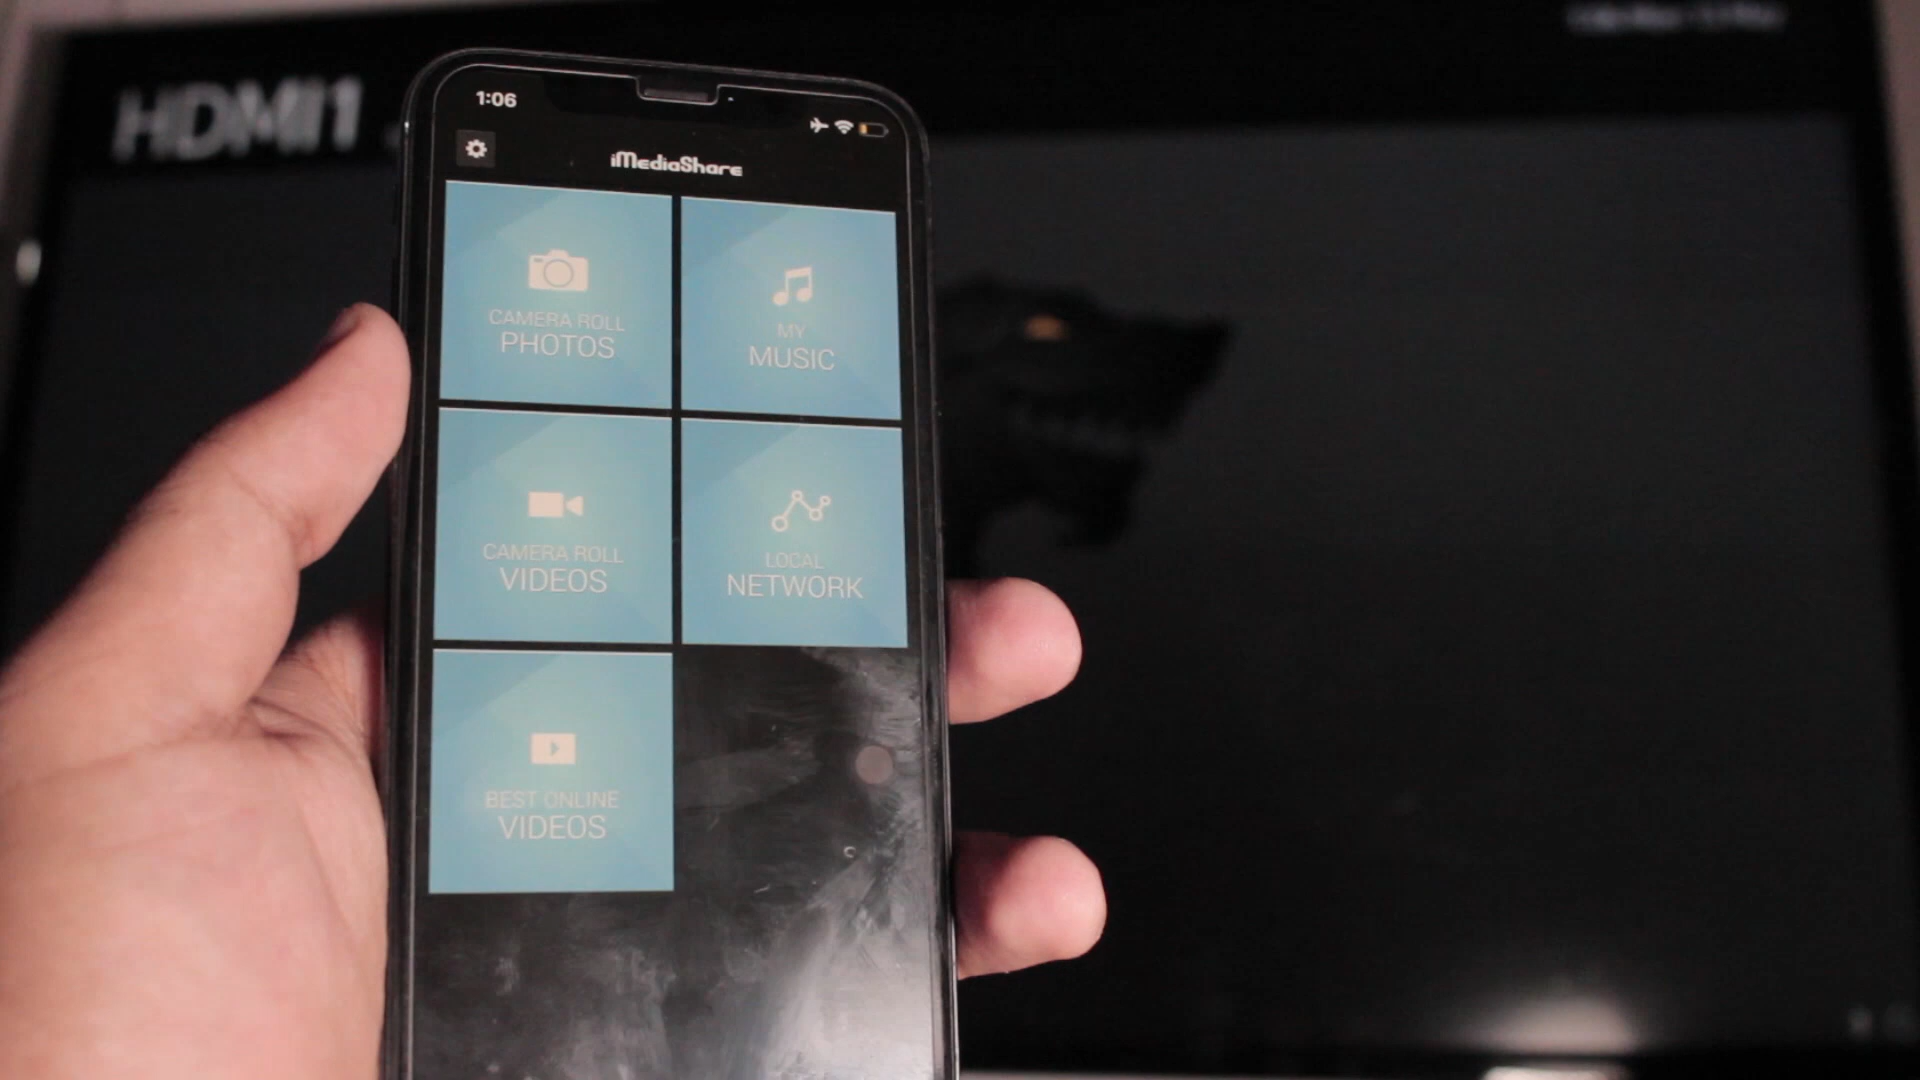 HDMI1
1:06
iMediaShare
CAMERA ROLL
PHOTOS
MY
MUSIC
CAMERA ROLL
VIDEOS
LOCAL
NETWORK
BEST ONLINE
VIDEOS